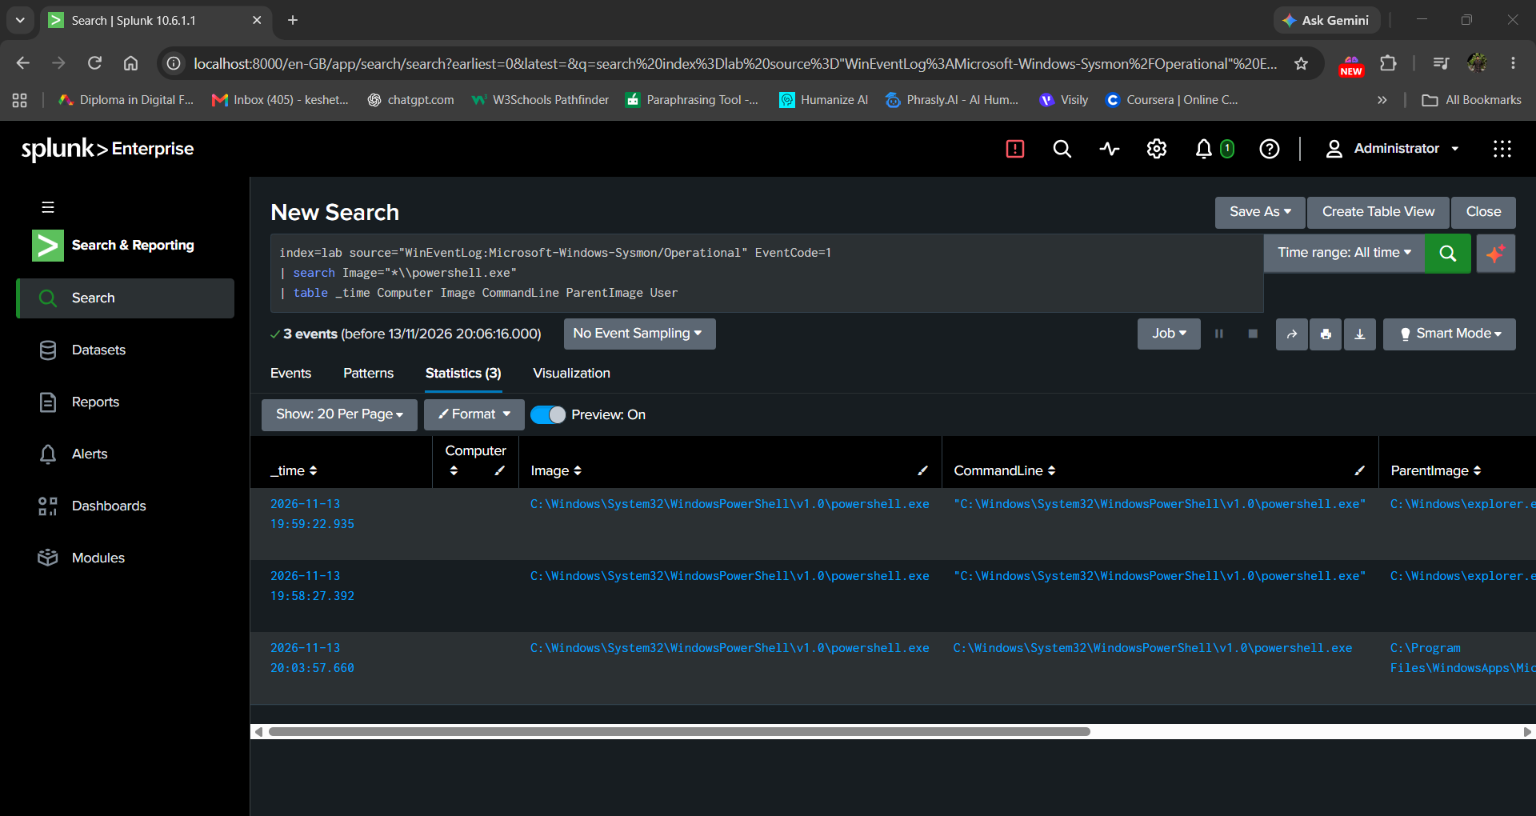 Search | Splunk 10.6.1.1
Ask Gemini
localhost:8000/en-GB/app/search/search?earliest=0&latest=&q=search%20index%3Dlab%20source%3D"WinEventLog%3AMicrosoft-Windows-Sysmon%2FOperational"%20E...
NEW
Diploma in Digital F...
Inbox (405) - keshet...
chatgpt.com
W3Schools Pathfinder
Paraphrasing Tool -...
Humanize AI
Phrasly.AI - AI Hum...
Visily
Coursera | Online C...
All Bookmarks
splunk> Enterprise
1
Administrator
Search & Reporting
Search
Datasets
Reports
Alerts
Dashboards
Modules
New Search
Save As
Create Table View
Close
index=lab source="WinEventLog:Microsoft-Windows-Sysmon/Operational" EventCode=1
| search Image="*\\powershell.exe"
| table _time Computer Image CommandLine ParentImage User
Time range: All time
3 events (before 13/11/2026 20:06:16.000)
No Event Sampling
Job
Smart Mode
Events
Patterns
Statistics (3)
Visualization
Show: 20 Per Page
Format
Preview: On
_time
Computer
Image
CommandLine
ParentImage
2026-11-13
19:59:22.935
C:\Windows\System32\WindowsPowerShell\v1.0\powershell.exe
"C:\Windows\System32\WindowsPowerShell\v1.0\powershell.exe"
C:\Windows\explorer.e
2026-11-13
19:58:27.392
C:\Windows\System32\WindowsPowerShell\v1.0\powershell.exe
"C:\Windows\System32\WindowsPowerShell\v1.0\powershell.exe"
C:\Windows\explorer.e
2026-11-13
20:03:57.660
C:\Windows\System32\WindowsPowerShell\v1.0\powershell.exe
C:\Windows\System32\WindowsPowerShell\v1.0\powershell.exe
C:\Program
Files\WindowsApps\Mic